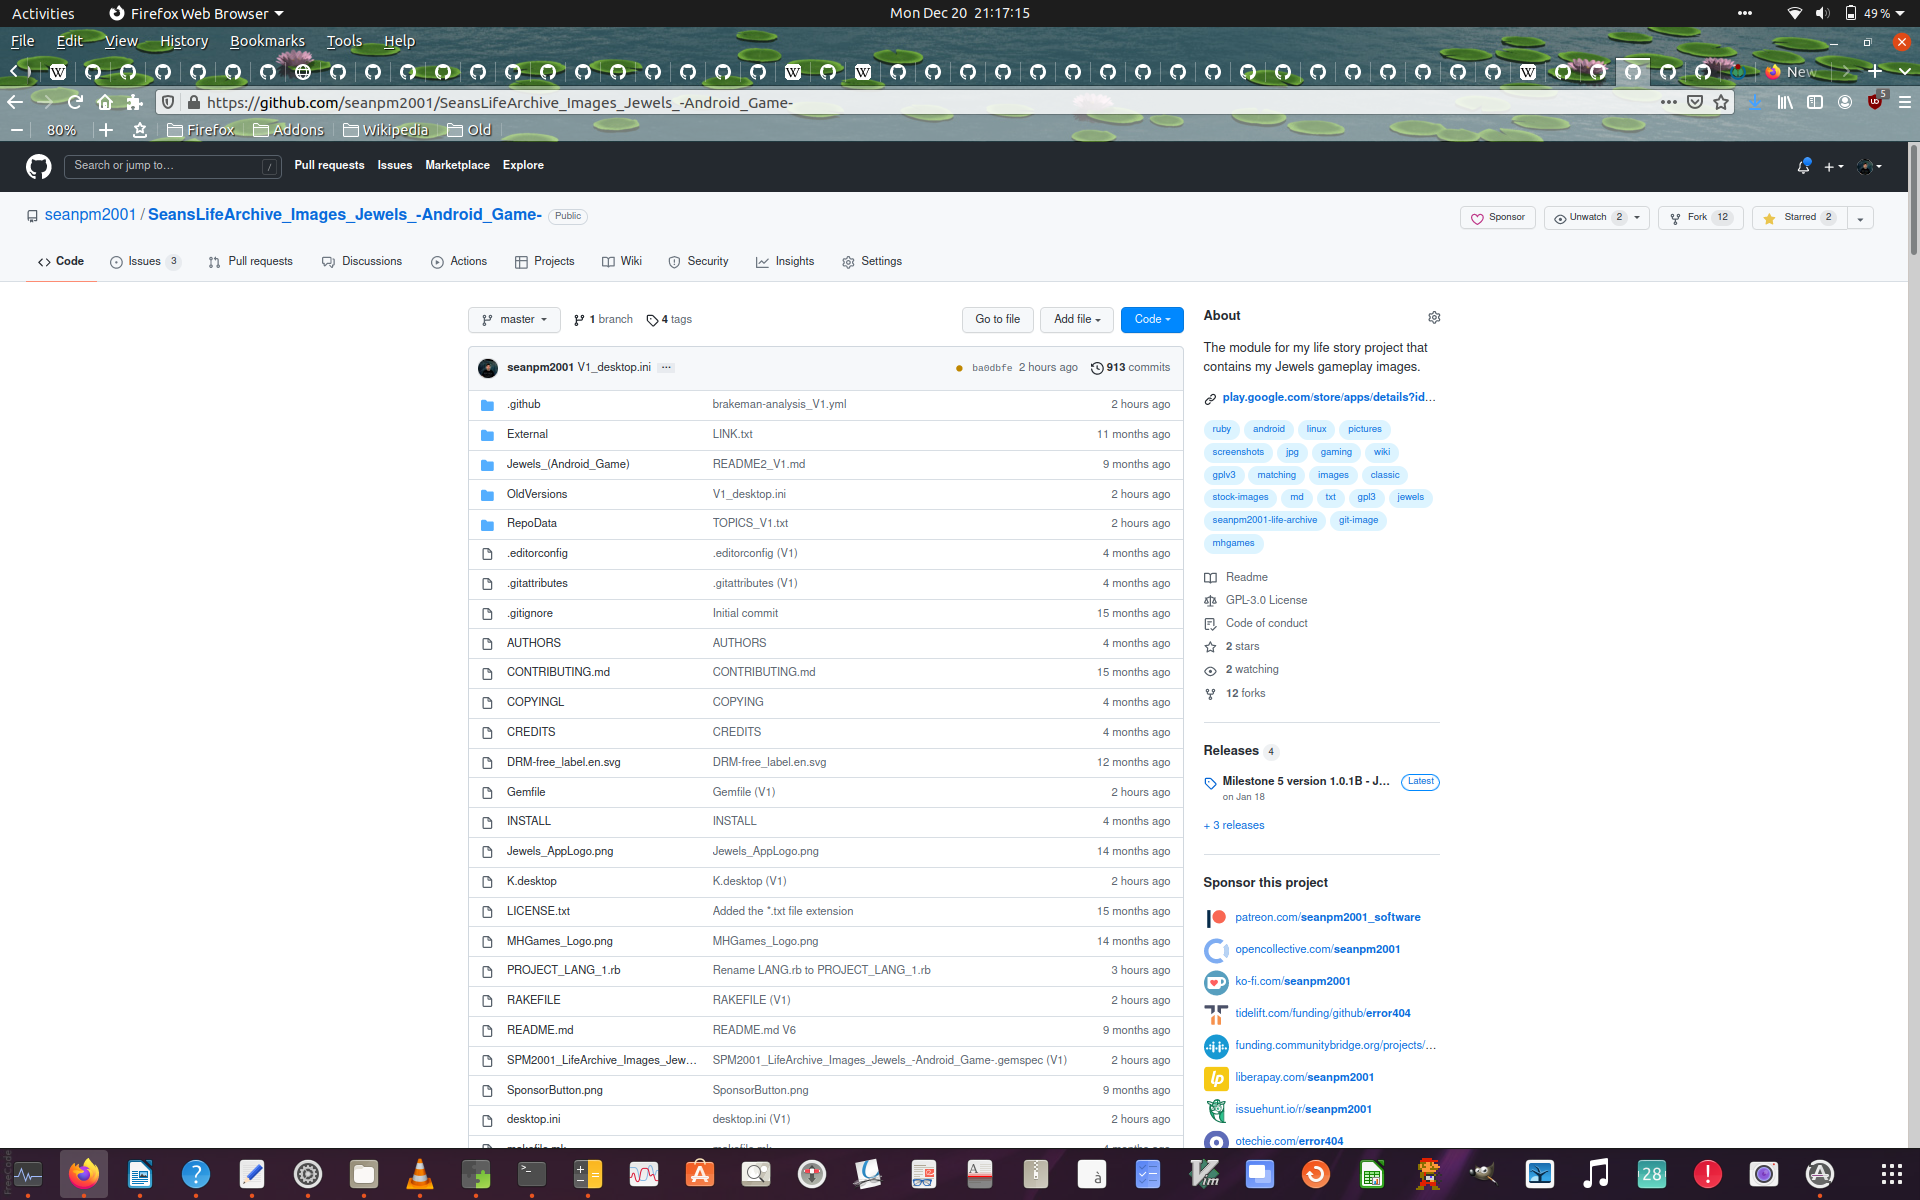 Activities Firefox Web Browser Mon Dec 20 21:17:15 49 %
File Edit View History Bookmarks Tools Help
New
https://github.com/seanpm2001/SeansLifeArchive_Images_Jewels_-Android_Game- 5
80% Firefox Addons Wikipedia Old
Search or jump to… / Pull requests Issues Marketplace Explore
seanpm2001 / SeansLifeArchive_Images_Jewels_-Android_Game- Public Sponsor Unwatch 2 Fork 12 Starred 2
Code Issues 3 Pull requests Discussions Actions Projects Wiki Security Insights Settings
master 1 branch 4 tags Go to file Add file Code
seanpm2001 V1_desktop.ini ba0dbfe 2 hours ago 913 commits
.github brakeman-analysis_V1.yml 2 hours ago
External LINK.txt 11 months ago
Jewels_(Android_Game) README2_V1.md 9 months ago
OldVersions V1_desktop.ini 2 hours ago
RepoData TOPICS_V1.txt 2 hours ago
.editorconfig .editorconfig (V1) 4 months ago
.gitattributes .gitattributes (V1) 4 months ago
.gitignore Initial commit 15 months ago
AUTHORS AUTHORS 4 months ago
CONTRIBUTING.md CONTRIBUTING.md 15 months ago
COPYINGL COPYING 4 months ago
CREDITS CREDITS 4 months ago
DRM-free_label.en.svg DRM-free_label.en.svg 12 months ago
Gemfile Gemfile (V1) 2 hours ago
INSTALL INSTALL 4 months ago
Jewels_AppLogo.png Jewels_AppLogo.png 14 months ago
K.desktop K.desktop (V1) 2 hours ago
LICENSE.txt Added the *.txt file extension 15 months ago
MHGames_Logo.png MHGames_Logo.png 14 months ago
PROJECT_LANG_1.rb Rename LANG.rb to PROJECT_LANG_1.rb 3 hours ago
RAKEFILE RAKEFILE (V1) 2 hours ago
README.md README.md V6 9 months ago
SPM2001_LifeArchive_Images_Jew… SPM2001_LifeArchive_Images_Jewels_-Android_Game-.gemspec (V1) 2 hours ago
SponsorButton.png SponsorButton.png 9 months ago
desktop.ini desktop.ini (V1) 2 hours ago
About
The module for my life story project that
contains my Jewels gameplay images.
play.google.com/store/apps/details?id…
ruby android linux pictures
screenshots jpg gaming wiki
gplv3 matching images classic
stock-images md txt gpl3 jewels
seanpm2001-life-archive git-image
mhgames
Readme
GPL-3.0 License
Code of conduct
2 stars
2 watching
12 forks
Releases 4
Milestone 5 version 1.0.1B - J… Latest
on Jan 18
+ 3 releases
Sponsor this project
patreon.com/seanpm2001_software
opencollective.com/seanpm2001
ko-fi.com/seanpm2001
tidelift.com/funding/github/error404
funding.communitybridge.org/projects/…
liberapay.com/seanpm2001
issuehunt.io/r/seanpm2001
otechie.com/error404
28